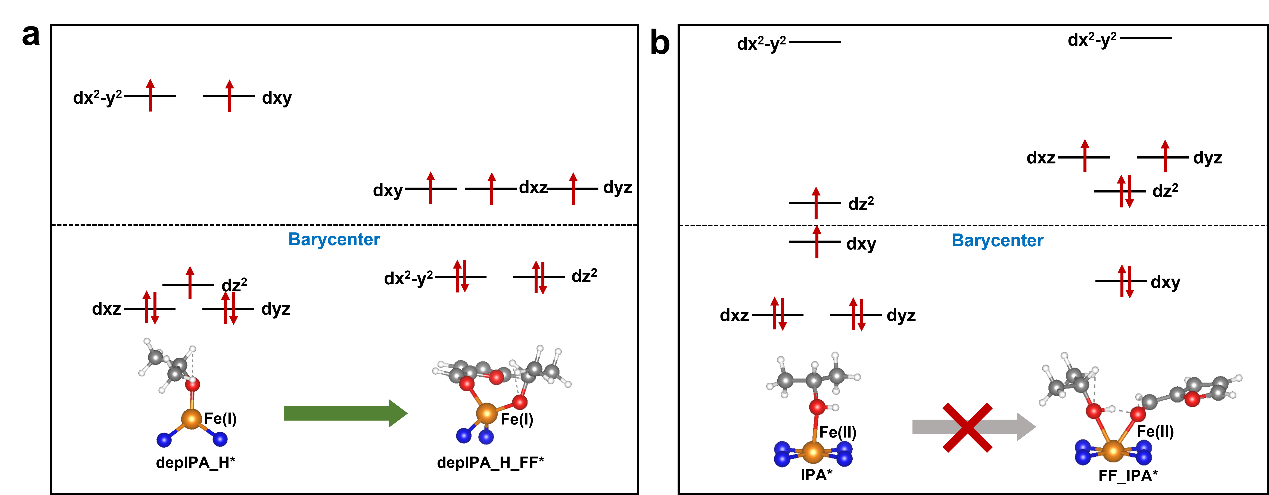 a
dx²-y²
dxy
dxy
dxz
dyz
Barycenter
dx²-y²
dz²
dz²
dxz
dyz
Fe(I)
Fe(I)
depIPA_H*
depIPA_H_FF*
b
dx²-y²
dx²-y²
dxz
dyz
dz²
dz²
Barycenter
dxy
dxy
dxz
dyz
Fe(II)
Fe(II)
IPA*
FF_IPA*